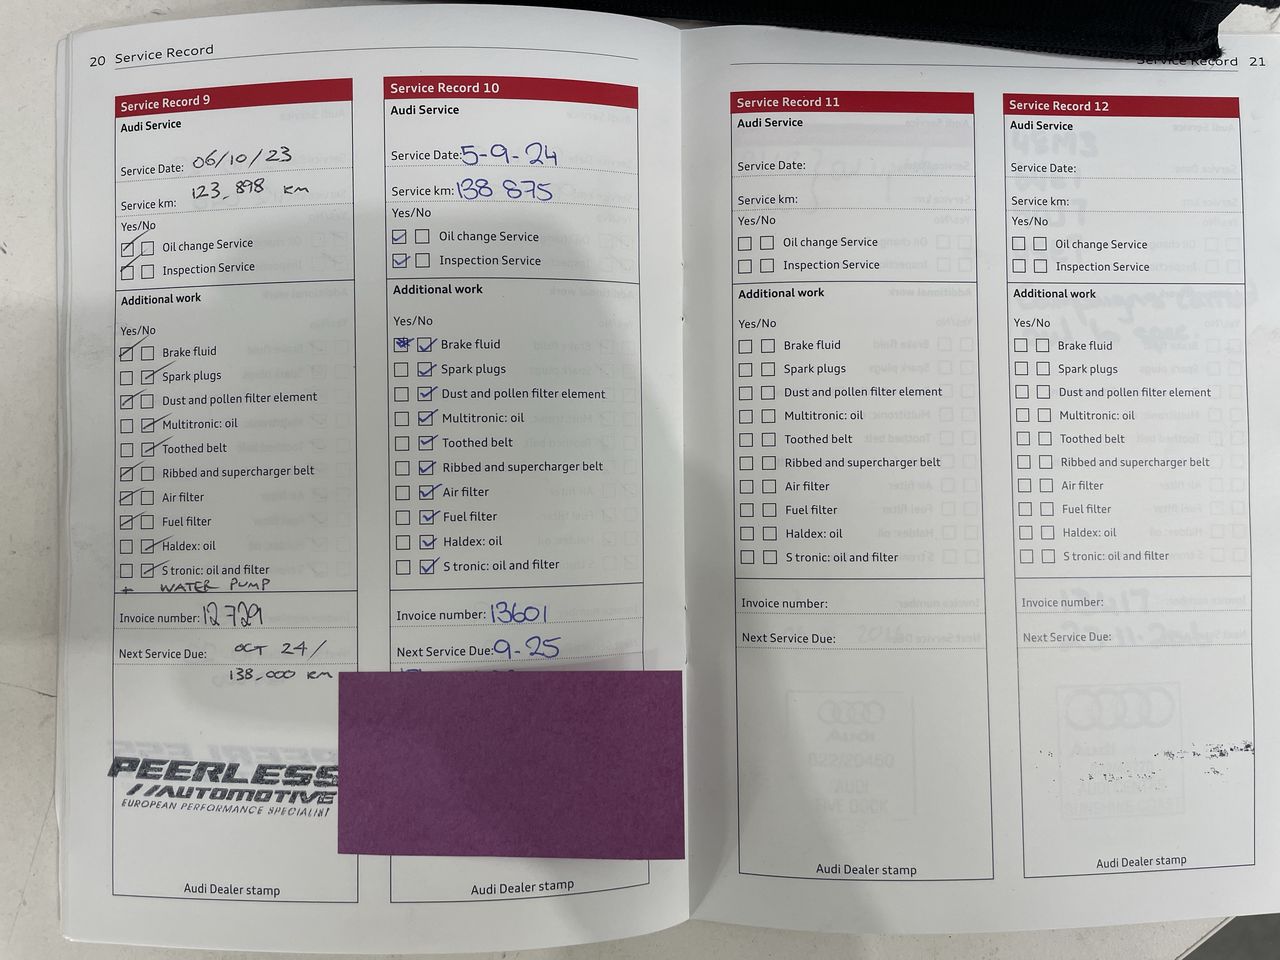 20 Service Record
Service Record 9
Audi Service
Service Date: 06/10/23
123,898 km
Service km:
Yes/No
Oil change Service
Inspection Service
Additional work
Yes/No
Brake fluid
Spark plugs
Dust and pollen filter element
Multitronic: oil
Toothed belt
Ribbed and supercharger belt
Air filter
Fuel filter
Haldex: oil
S tronic: oil and filter
+ WATER PUMP
Invoice number: 12729
Next Service Due: OCT 24/
138,000 km
PEERLESS
//AUTOMOTIVE
EUROPEAN PERFORMANCE SPECIALIST
Audi Dealer stamp
Service Record 10
Audi Service
Service Date: 5-9-24
Service km: 138 875
Yes/No
Oil change Service
Inspection Service
Additional work
Yes/No
Brake fluid
Spark plugs
Dust and pollen filter element
Multitronic: oil
Toothed belt
Ribbed and supercharger belt
Air filter
Fuel filter
Haldex: oil
S tronic: oil and filter
Invoice number: 13601
Next Service Due: 9-25
Audi Dealer stamp
Service Record 21
Service Record 11
Audi Service
Service Date:
Service km:
Yes/No
Oil change Service
Inspection Service
Additional work
Yes/No
Brake fluid
Spark plugs
Dust and pollen filter element
Multitronic: oil
Toothed belt
Ribbed and supercharger belt
Air filter
Fuel filter
Haldex: oil
S tronic: oil and filter
Invoice number:
Next Service Due:
Audi Dealer stamp
Service Record 12
Audi Service
Service Date:
Service km:
Yes/No
Oil change Service
Inspection Service
Additional work
Yes/No
Brake fluid
Spark plugs
Dust and pollen filter element
Multitronic: oil
Toothed belt
Ribbed and supercharger belt
Air filter
Fuel filter
Haldex: oil
S tronic: oil and filter
Invoice number:
Next Service Due:
Audi Dealer stamp